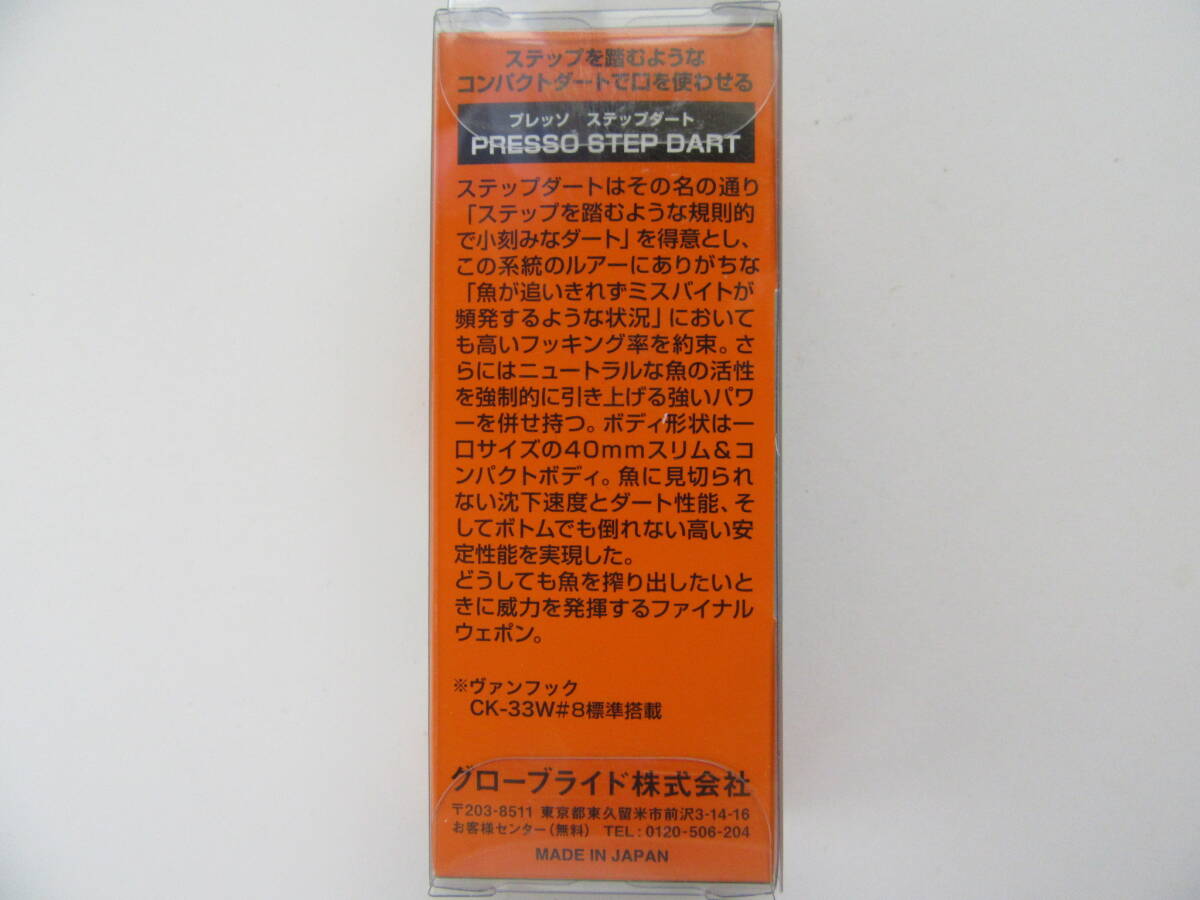 ステップを踏むような
コンパクトダートで口を使わせる
プレッソ ステップダート
PRESSO STEP DART
ステップダートはその名の通り
「ステップを踏むような規則的
で小刻みなダート」を得意とし、
この系統のルアーにありがちな
「魚が追いきれずミスバイトが
頻発するような状況」において
も高いフッキング率を約束。さ
らにはニュートラルな魚の活性
を強制的に引き上げる強いパワ
ーを併せ持つ。ボディ形状は一
口サイズの40mmスリム&コ
ンパクトボディ。魚に見切られ
ない沈下速度とダート性能、そ
してボトムでも倒れない高い安
定性能を実現した。
どうしても魚を搾り出したいと
きに威力を発揮するファイナル
ウェポン。
※ヴァンフック
CK-33W#8標準搭載
グローブライド株式会社
〒203-8511 東京都東久留米市前沢3-14-16
お客様センター(無料) TEL:0120-506-204
MADE IN JAPAN